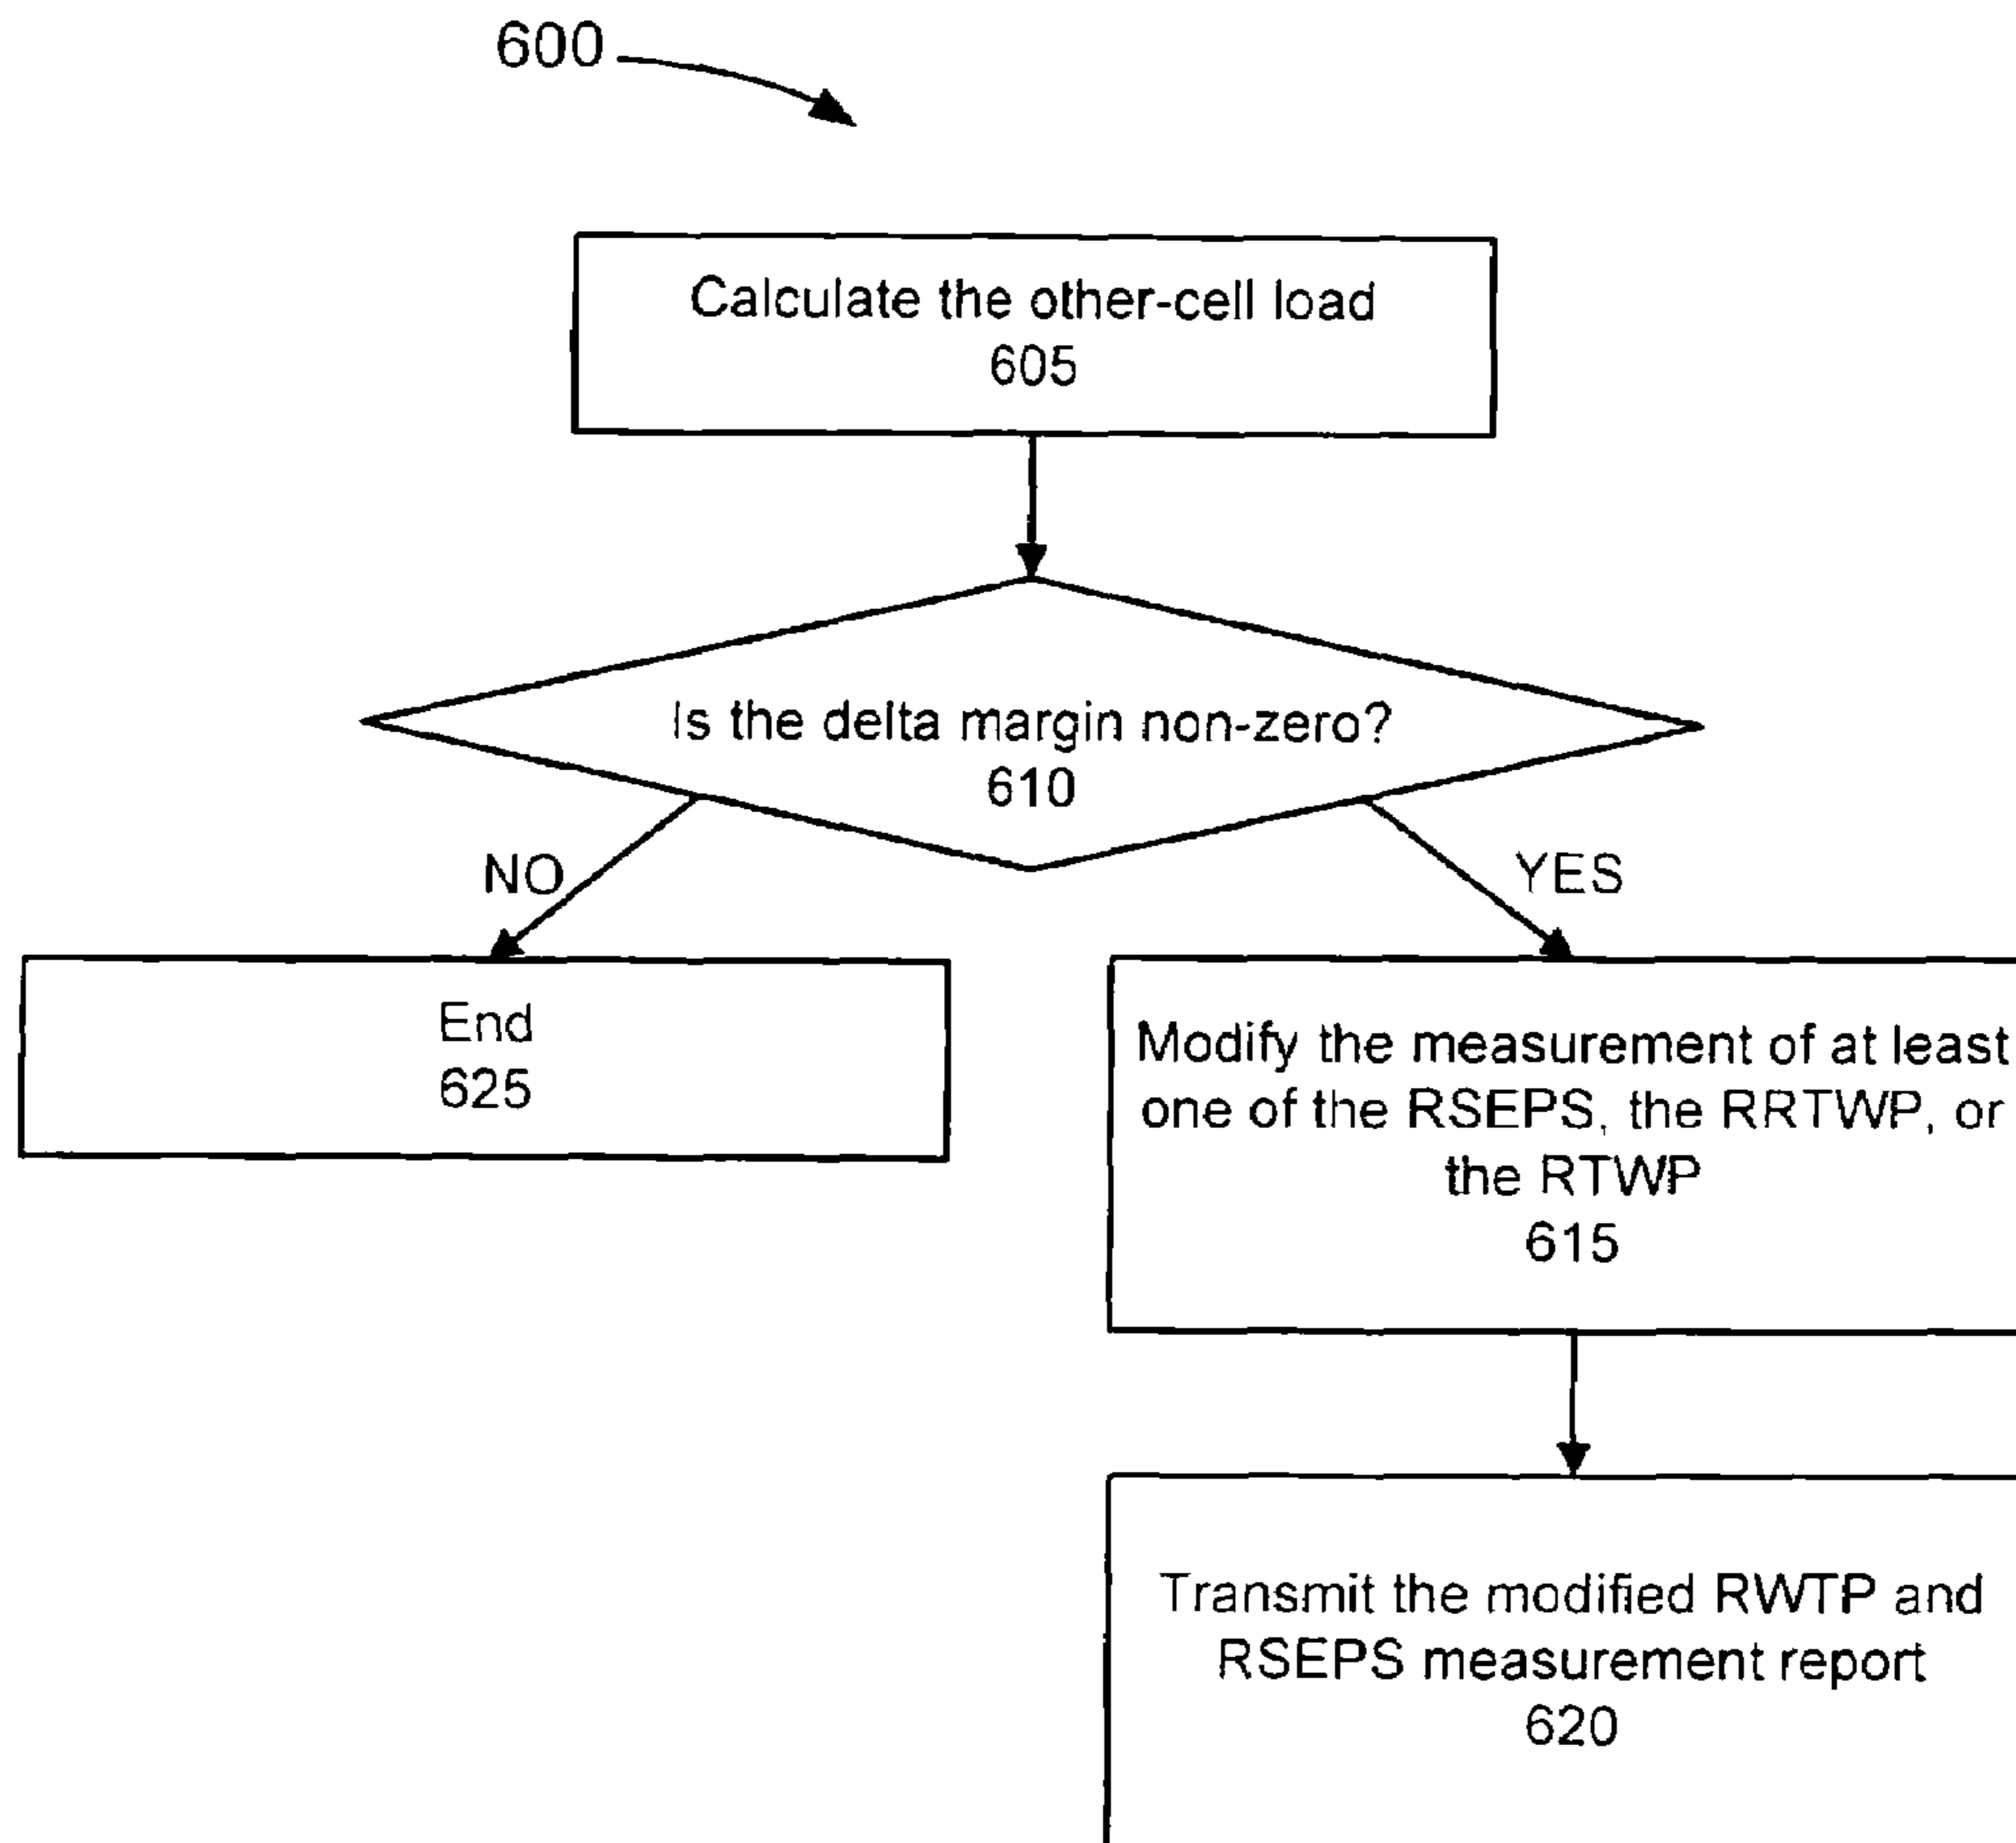 600
Calculate the other-cell load
605
Is the delta margin non-zero?
610
NO
YES
End
625
Modify the measurement of at least
one of the RSEPS, the RRTWP, or
the RTWP
615
Transmit the modified RWTP and
RSEPS measurement report
620